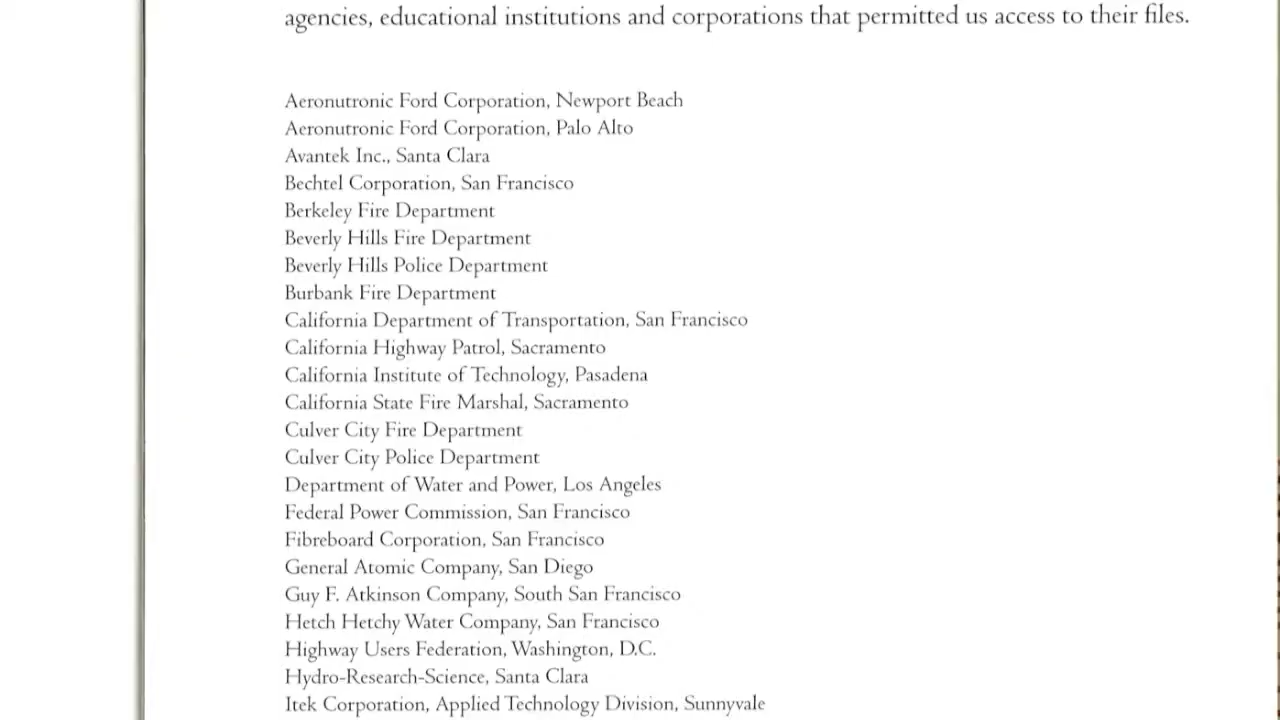 agencies, educational institutions and corporations that permitted us access to their files.
Aeronutronic Ford Corporation, Newport Beach
Aeronutronic Ford Corporation, Palo Alto
Avantek Inc., Santa Clara
Bechtel Corporation, San Francisco
Berkeley Fire Department
Beverly Hills Fire Department
Beverly Hills Police Department
Burbank Fire Department
California Department of Transportation, San Francisco
California Highway Patrol, Sacramento
California Institute of Technology, Pasadena
California State Fire Marshal, Sacramento
Culver City Fire Department
Culver City Police Department
Department of Water and Power, Los Angeles
Federal Power Commission, San Francisco
Fibreboard Corporation, San Francisco
General Atomic Company, San Diego
Guy F. Atkinson Company, South San Francisco
Hetch Hetchy Water Company, San Francisco
Highway Users Federation, Washington, D.C.
Hydro-Research-Science, Santa Clara
Itek Corporation, Applied Technology Division, Sunnyvale